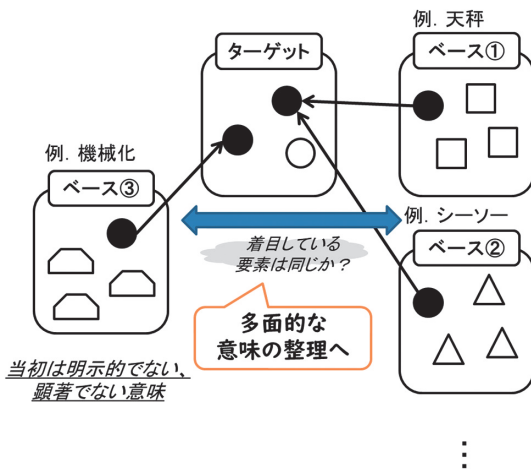 例．天秤
ターゲット
ベース①
例．機械化
ベース③
例．シーソー
ベース②
着目している
要素は同じか？
多面的な
意味の整理へ
当初は明示的でない、
顕著でない意味
⋮